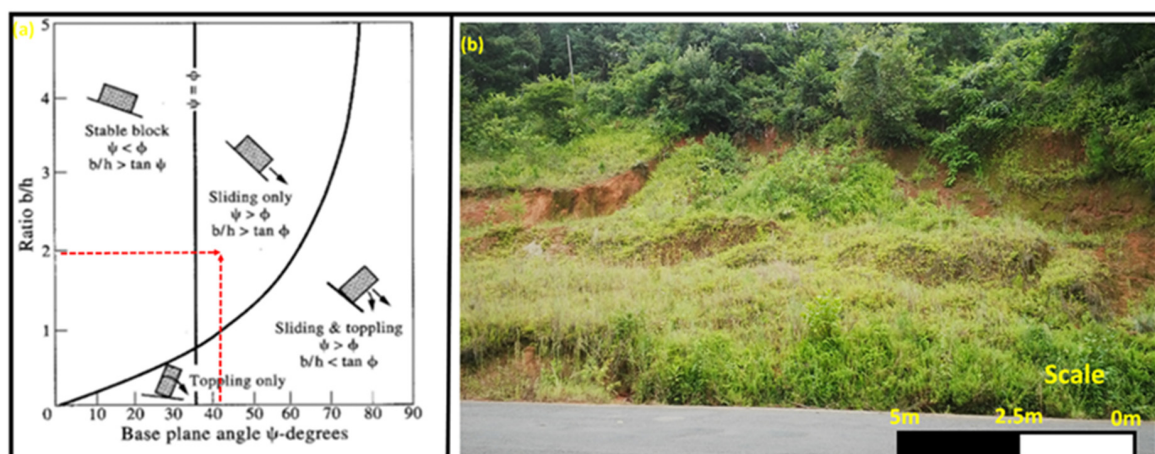 (a)
5
4
3
2
1
0
Ratio b/h
Stable block
ψ < ϕ
b/h > tan ψ
ϕ = ϕ
Sliding only
ψ > ϕ
b/h > tan ϕ
Sliding & toppling
ψ > ϕ
b/h < tan ϕ
Toppling only
10 20 30 40 50 60 70 80 90
Base plane angle ψ-degrees
(b)
Scale
5m 2.5m 0m